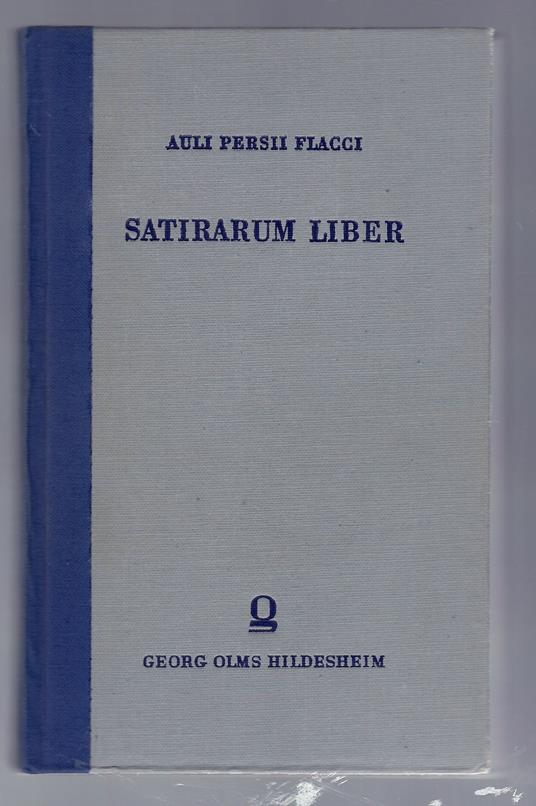 AULI PERSII FLACCI
SATIRARUM LIBER
O
GEORG OLMS HILDESHEIM